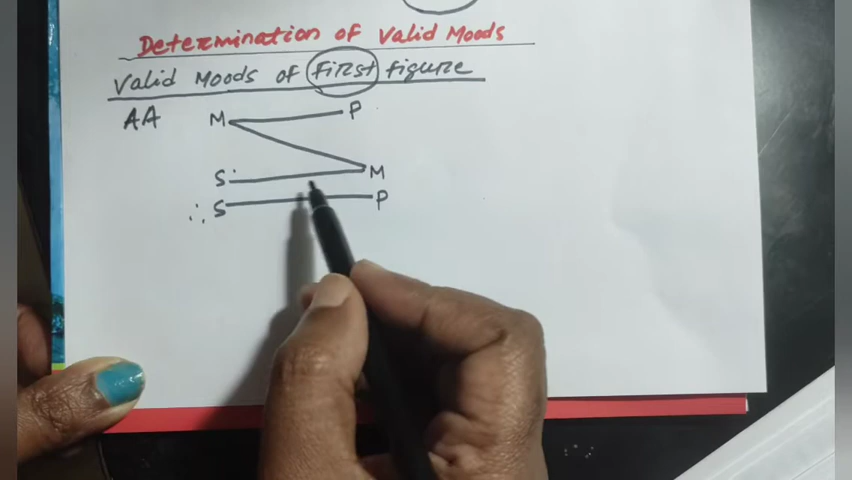 Determination of Valid Moods
Valid Moods of first figure
AA M P
S M
∴ S P